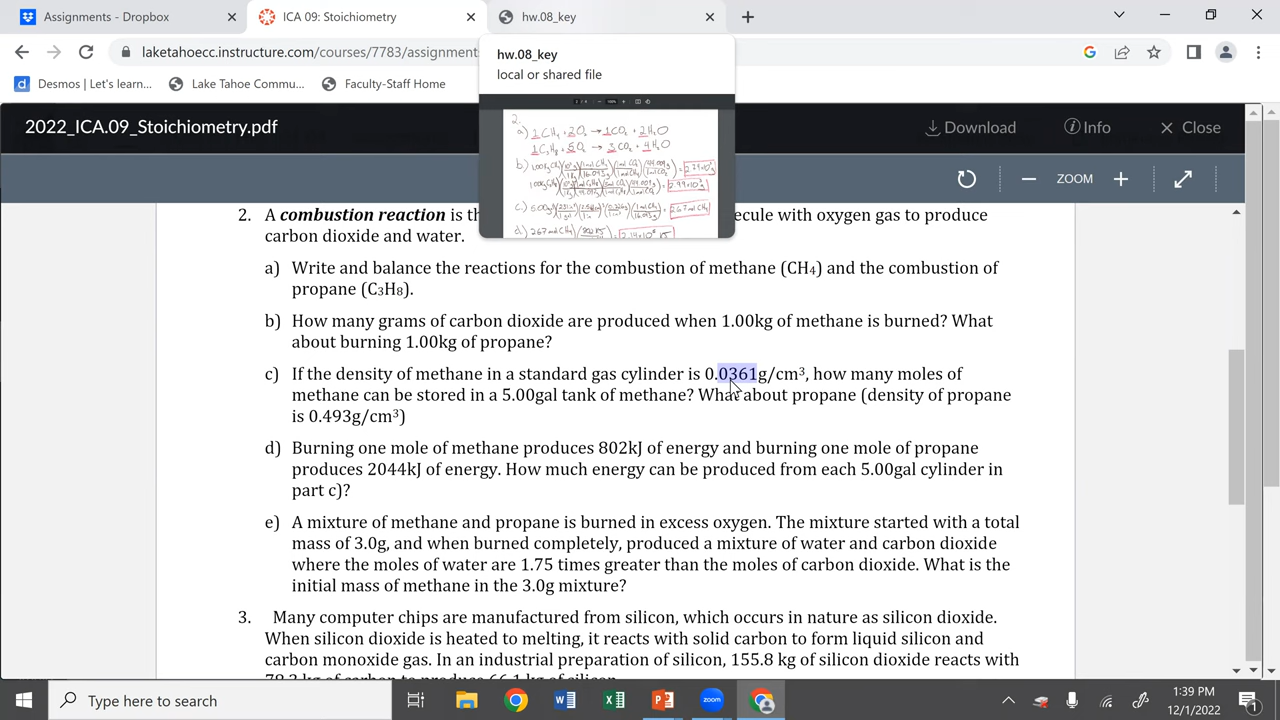 Assignments - Dropbox
ICA 09: Stoichiometry
hw.08_key
laketahoecc.instructure.com/courses/7783/assignment
hw.08_key
local or shared file
Desmos | Let's learn...
Lake Tahoe Commu...
Faculty-Staff Home
2022_ICA.09_Stoichiometry.pdf
Download
Info
Close
ZOOM
2. A combustion reaction is th
ecule with oxygen gas to produce
carbon dioxide and water.
a) Write and balance the reactions for the combustion of methane (CH4) and the combustion of
propane (C3H8).
b) How many grams of carbon dioxide are produced when 1.00kg of methane is burned? What
about burning 1.00kg of propane?
c) If the density of methane in a standard gas cylinder is 0.0361g/cm³, how many moles of
methane can be stored in a 5.00gal tank of methane? What about propane (density of propane
is 0.493g/cm³)
d) Burning one mole of methane produces 802kJ of energy and burning one mole of propane
produces 2044kJ of energy. How much energy can be produced from each 5.00gal cylinder in
part c)?
e) A mixture of methane and propane is burned in excess oxygen. The mixture started with a total
mass of 3.0g, and when burned completely, produced a mixture of water and carbon dioxide
where the moles of water are 1.75 times greater than the moles of carbon dioxide. What is the
initial mass of methane in the 3.0g mixture?
3. Many computer chips are manufactured from silicon, which occurs in nature as silicon dioxide.
When silicon dioxide is heated to melting, it reacts with solid carbon to form liquid silicon and
carbon monoxide gas. In an industrial preparation of silicon, 155.8 kg of silicon dioxide reacts with
78.3 kg of carbon to produce 66.1 kg of silicon.
Type here to search
1:39 PM
12/1/2022